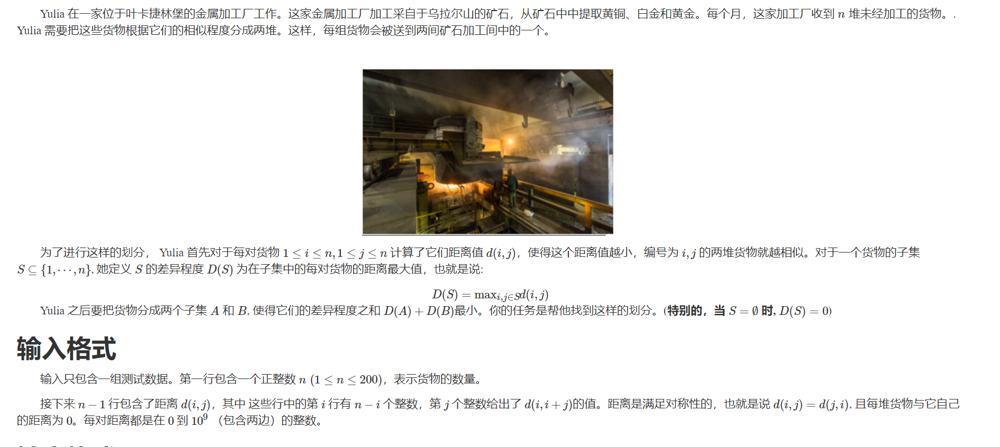 Yulia 在一家位于叶卡捷林堡的金属加工厂工作。这家金属加工厂加工采自于乌拉尔山的矿石，从矿石中中提取黄铜、白金和黄金。每个月，这家加工厂收到 n 堆未经加工的货物。.
Yulia 需要把这些货物根据它们的相似程度分成两堆。这样，每组货物会被送到两间矿石加工间中的一个。
为了进行这样的划分， Yulia 首先对于每对货物 1 ≤ i ≤ n, 1 ≤ j ≤ n 计算了它们距离值 d(i, j)，使得这个距离值越小，编号为 i, j 的两堆货物就越相似。对于一个货物的子集
S ⊆ {1, ⋯, n}, 她定义 S 的差异程度 D(S) 为在子集中的每对货物的距离最大值，也就是说:
D(S) = max_{i,j∈S} d(i, j)
Yulia 之后要把货物分成两个子集 A 和 B, 使得它们的差异程度之和 D(A) + D(B)最小。你的任务是帮他找到这样的划分。(特别的，当 S = ∅ 时, D(S) = 0)
输入格式
输入只包含一组测试数据。第一行包含一个正整数 n (1 ≤ n ≤ 200)，表示货物的数量。
接下来 n − 1 行包含了距离 d(i, j)，其中 这些行中的第 i 行有 n − i 个整数，第 j 个整数给出了 d(i, i + j)的值。距离是满足对称性的，也就是说 d(i, j) = d(j, i), 且每堆货物与它自己
的距离为 0。每对距离都是在 0 到 10^9 （包含两边）的整数。